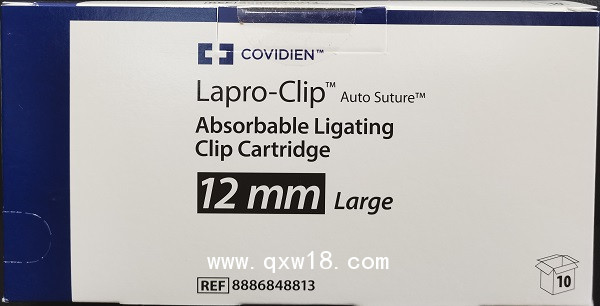 COVIDIEN™
Lapro-Clip™ Auto Suture™
Absorbable Ligating
Clip Cartridge
12 mm Large
www.qxw18.com
REF 8886848813
10